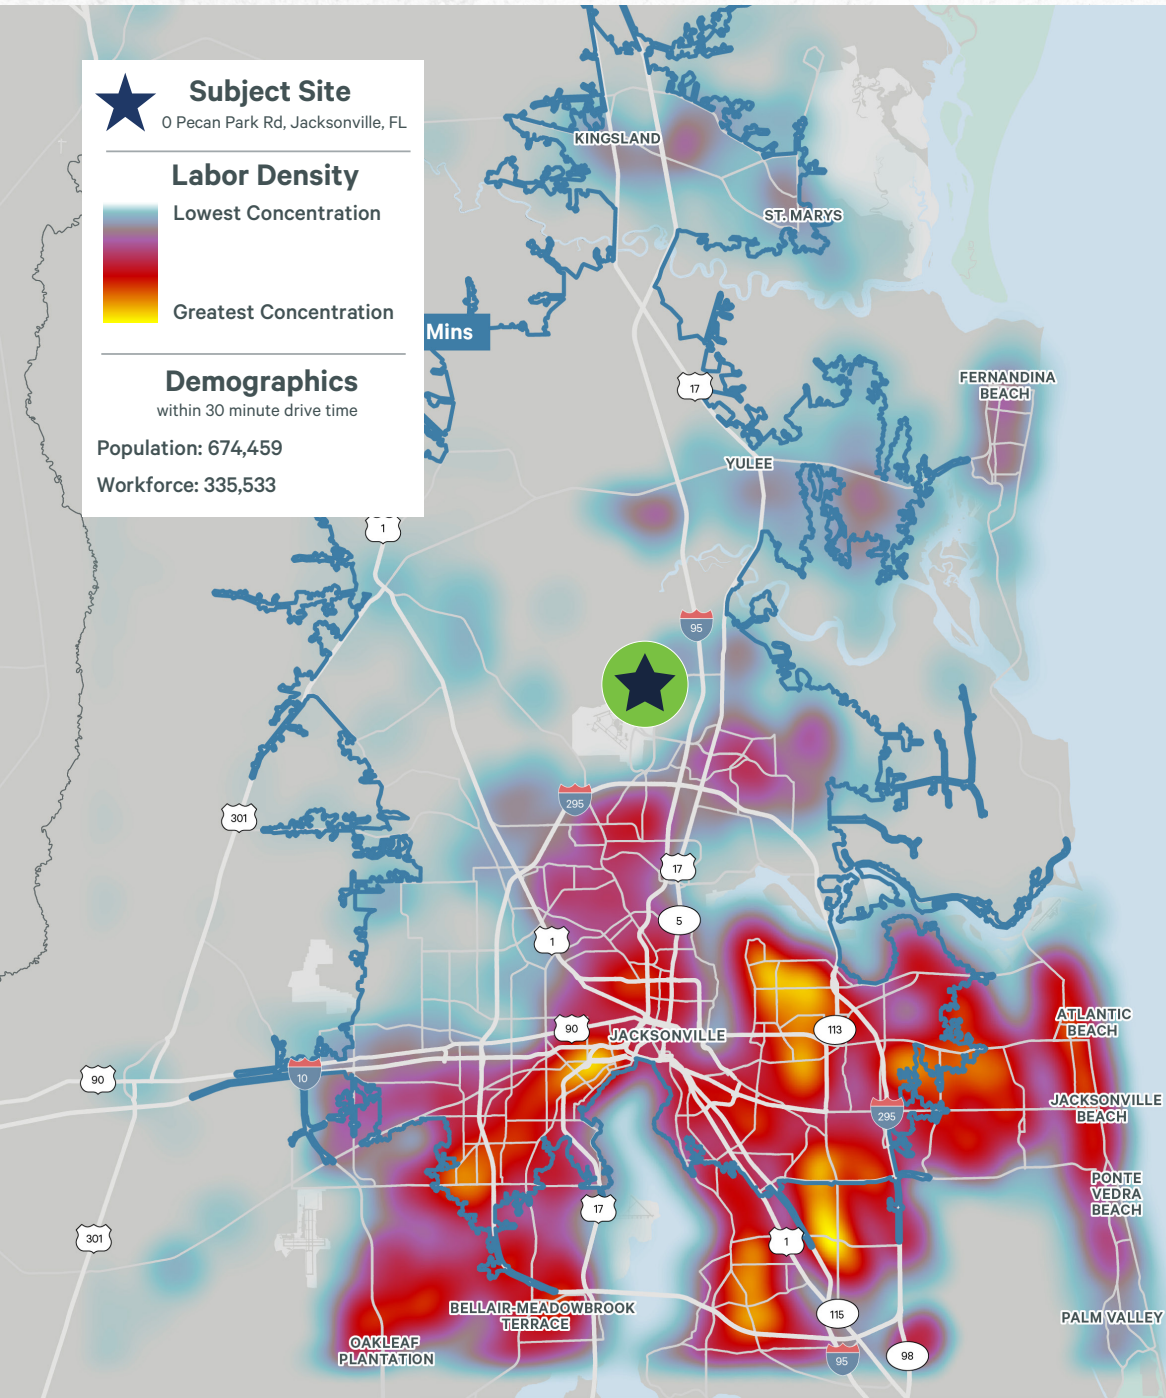 Subject Site
0 Pecan Park Rd, Jacksonville, FL
Labor Density
Lowest Concentration
Greatest Concentration
Demographics
within 30 minute drive time
Population: 674,459
Workforce: 335,533
KINGSLAND
ST. MARYS
Mins
17
FERNANDINA
BEACH
YULEE
1
95
295
301
17
5
1
90
JACKSONVILLE
113
ATLANTIC
BEACH
10
90
295
JACKSONVILLE
BEACH
PONTE
VEDRA
BEACH
17
301
1
BELLAIR-MEADOWBROOK
TERRACE
115
PALM VALLEY
OAKLEAF
PLANTATION
95
98